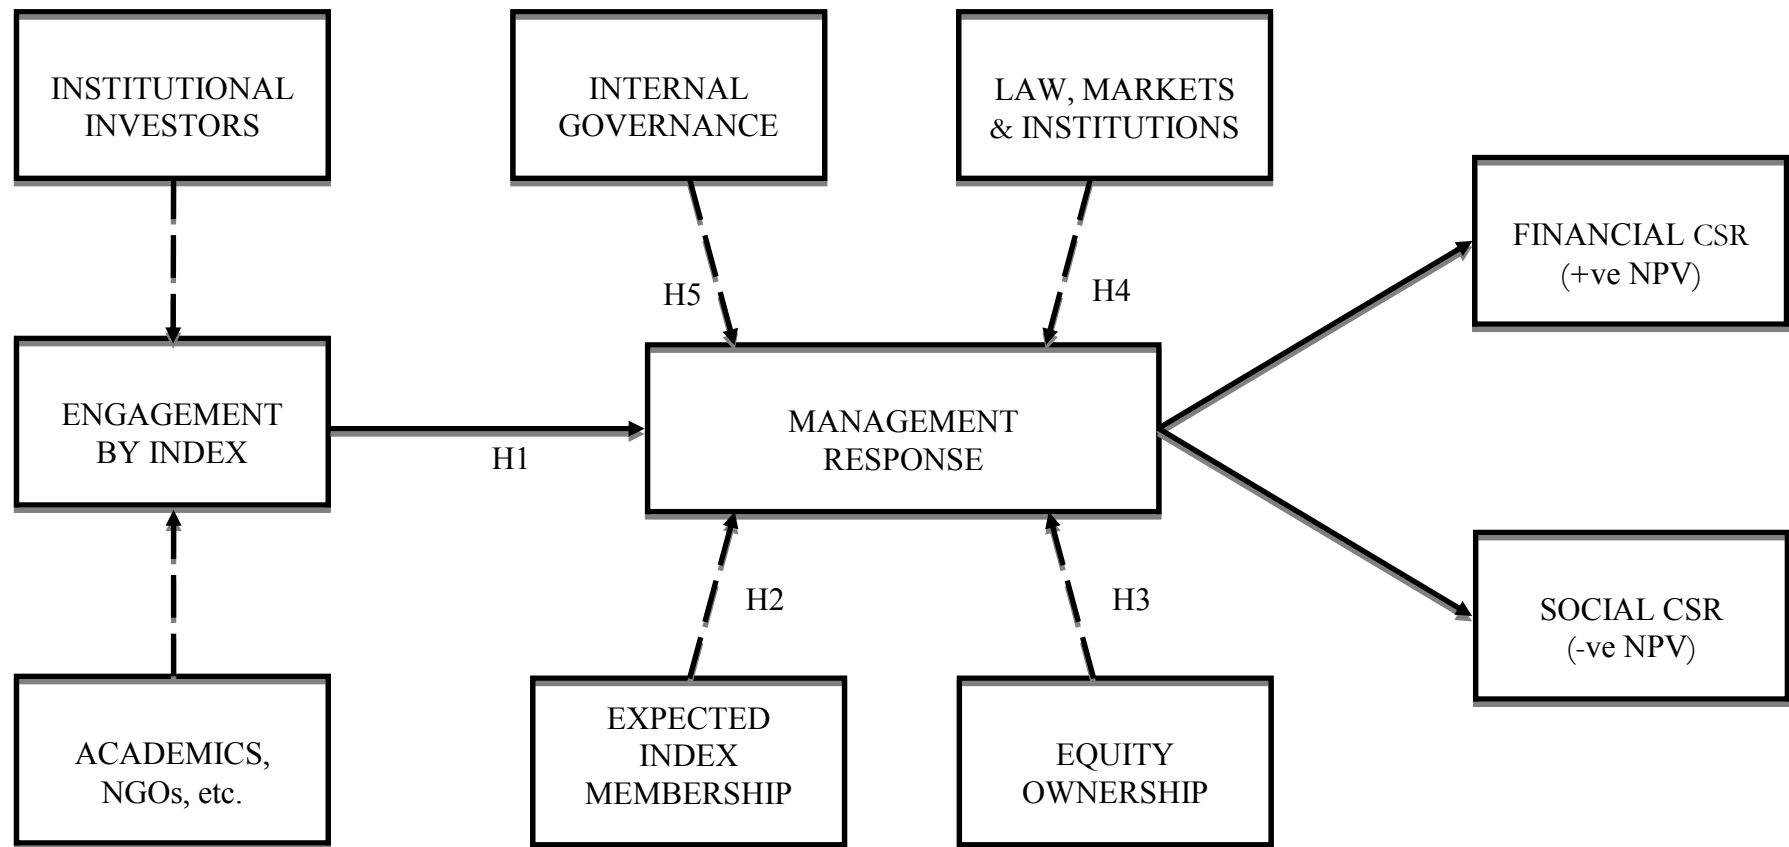 INSTITUTIONAL
INVESTORS
INTERNAL
GOVERNANCE
LAW, MARKETS
& INSTITUTIONS
FINANCIAL CSR
(+ve NPV)
H5
H4
ENGAGEMENT
BY INDEX
H1
MANAGEMENT
RESPONSE
H2
H3
SOCIAL CSR
(-ve NPV)
ACADEMICS,
NGOs, etc.
EXPECTED
INDEX
MEMBERSHIP
EQUITY
OWNERSHIP